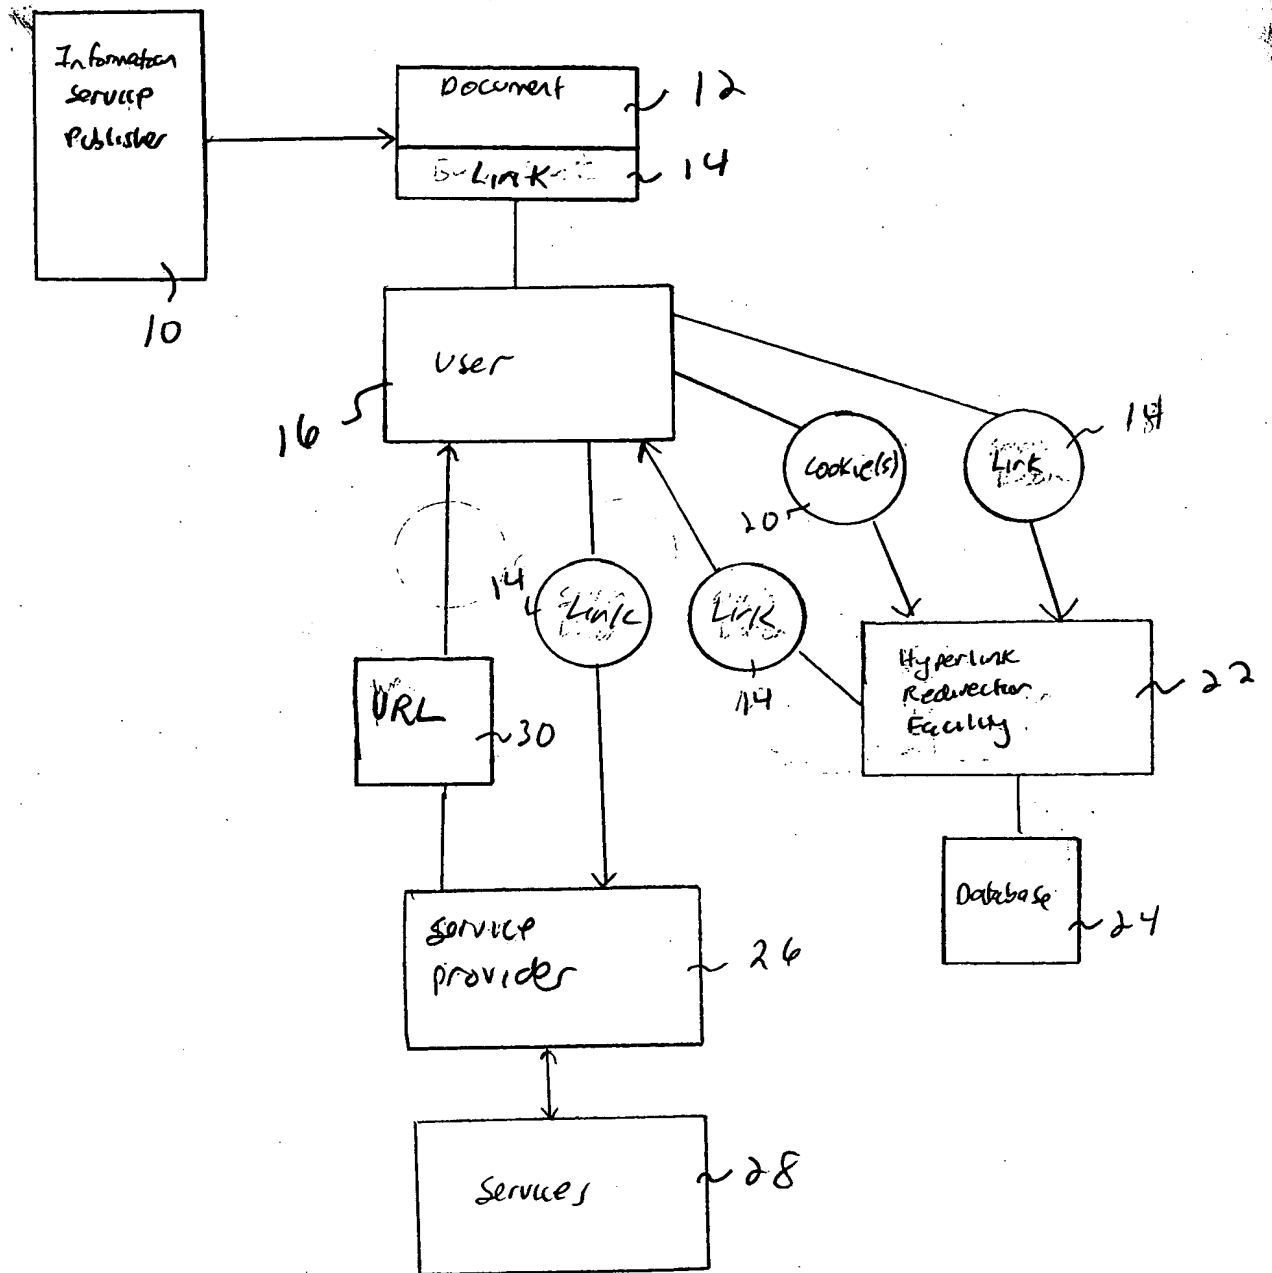 Information
Service
Publisher
10
Document
12
Link
14
User
16
Cookie(s)
20
Link
14
Link
14
Link
14
Hyperlink
Redirection
Facility
22
URL
30
Database
24
Service
provider
26
Services
28